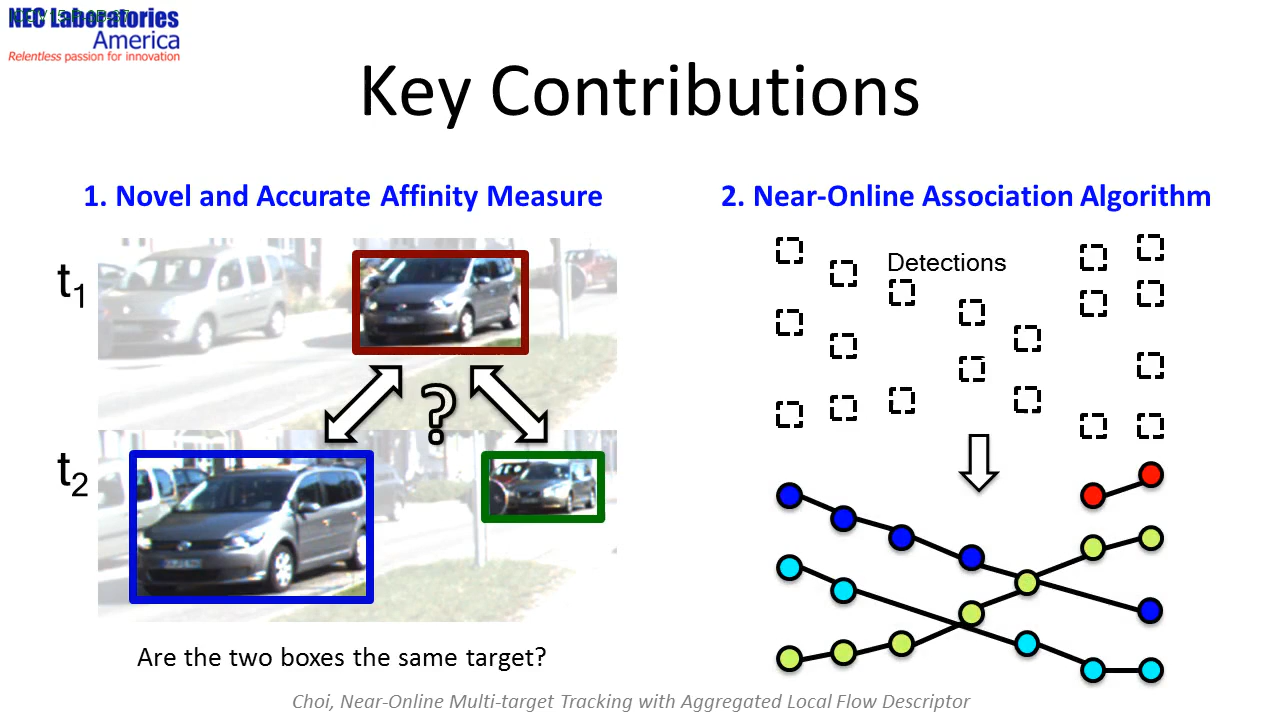 NEC Laboratories
America
Relentless passion for innovation
Key Contributions
1. Novel and Accurate Affinity Measure
2. Near-Online Association Algorithm
t1
?
t2
Are the two boxes the same target?
Detections
Choi, Near-Online Multi-target Tracking with Aggregated Local Flow Descriptor